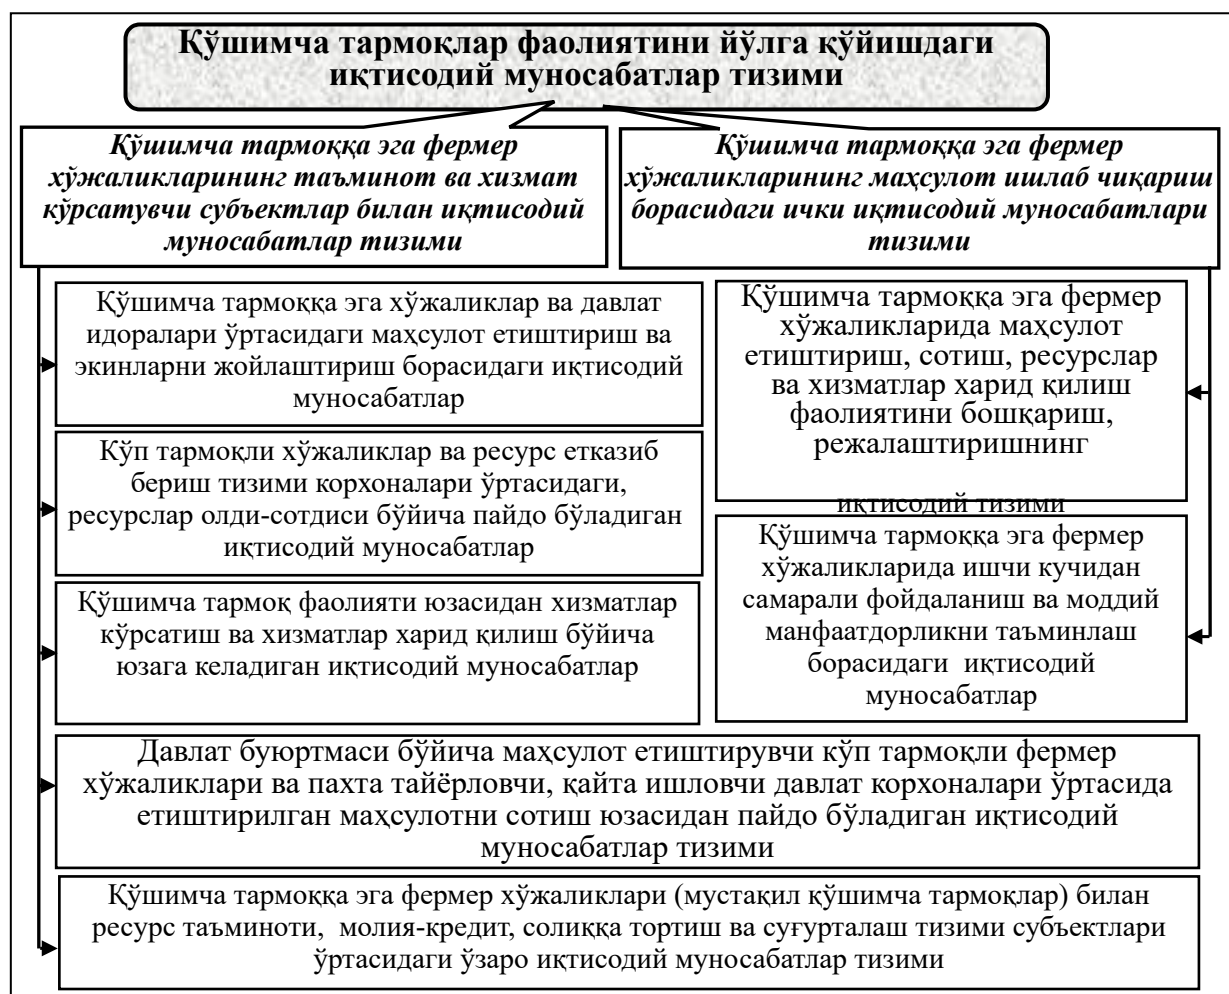 Қўшимча тармоқлар фаолиятини йўлга қўйишдаги
иқтисодий муносабатлар тизими
Қўшимча тармоққа эга фермер
хўжаликларининг таъминот ва хизмат
кўрсатувчи субъектлар билан иқтисодий
муносабатлар тизими
Қўшимча тармоққа эга фермер
хўжаликларининг маҳсулот ишлаб чиқариш
борасидаги ички иқтисодий муносабатлари
тизими
Қўшимча тармоққа эга хўжаликлар ва давлат
идоралари ўртасидаги маҳсулот етиштириш ва
экинларни жойлаштириш борасидаги иқтисодий
муносабатлар
Кўп тармоқли хўжаликлар ва ресурс етказиб
бериш тизими корхоналари ўртасидаги,
ресурслар олди-сотдиси бўйича пайдо бўладиган
иқтисодий муносабатлар
Қўшимча тармоқ фаолияти юзасидан хизматлар
кўрсатиш ва хизматлар харид қилиш бўйича
юзага келадиган иқтисодий муносабатлар
Қўшимча тармоққа эга фермер
хўжаликларида маҳсулот
етиштириш, сотиш, ресурслар
ва хизматлар харид қилиш
фаолиятини бошқариш,
режалаштиришнинг
иқтисодий тизими
Қўшимча тармоққа эга фермер
хўжаликларида ишчи кучидан
самарали фойдаланиш ва моддий
манфаатдорликни таъминлаш
борасидаги иқтисодий
муносабатлар
Давлат буюртмаси бўйича маҳсулот етиштирувчи кўп тармоқли фермер
хўжаликлари ва пахта тайёрловчи, қайта ишловчи давлат корхоналари ўртасида
етиштирилган маҳсулотни сотиш юзасидан пайдо бўладиган иқтисодий
муносабатлар тизими
Қўшимча тармоққа эга фермер хўжаликлари (мустақил қўшимча тармоқлар) билан
ресурс таъминоти, молия-кредит, солиққа тортиш ва суғурталаш тизими субъектлари
ўртасидаги ўзаро иқтисодий муносабатлар тизими